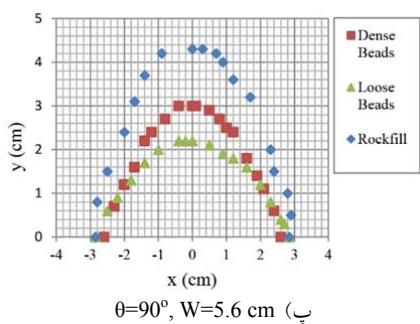 5
4
3
2
1
0
y (cm)
-4 -3 -2 -1 0 1 2 3 4
x (cm)
Dense
Beads
Loose
Beads
Rockfill
پ) θ=90°, W=5.6 cm